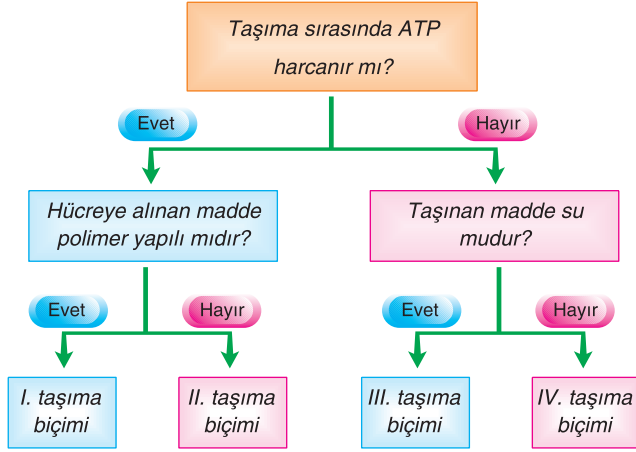 Taşıma sırasında ATP
harcanır mı?
Evet
Hayır
Hücreye alınan madde
polimer yapılı mıdır?
Taşınan madde su
mudur?
Evet
Hayır
Evet
Hayır
I. taşıma
biçimi
II. taşıma
biçimi
III. taşıma
biçimi
IV. taşıma
biçimi